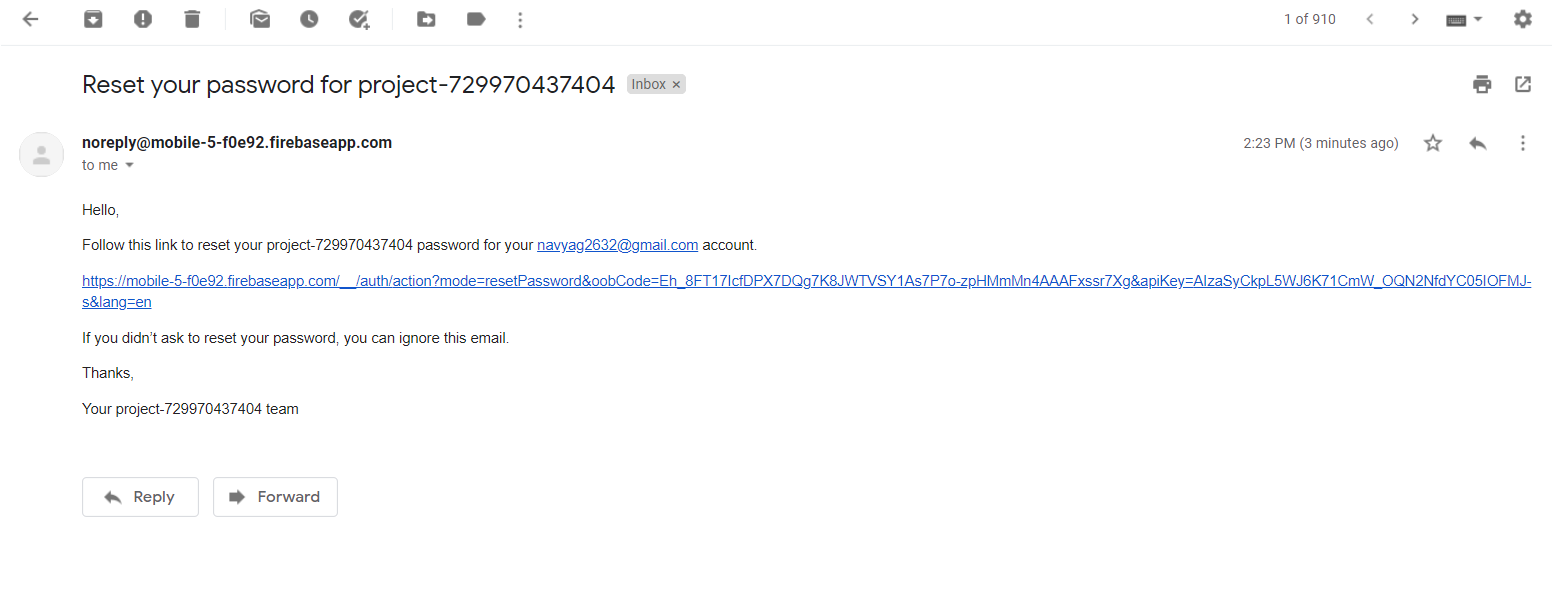 1 of 910
Reset your password for project-729970437404 Inbox ×
noreply@mobile-5-f0e92.firebaseapp.com 2:23 PM (3 minutes ago)
to me
Hello,
Follow this link to reset your project-729970437404 password for your navyag2632@gmail.com account.
https://mobile-5-f0e92.firebaseapp.com/__/auth/action?mode=resetPassword&oobCode=Eh_8FT17IcfDPX7DQg7K8JWTVSY1As7P7o-zpHMmMn4AAAFxssr7Xg&apiKey=AIzaSyCkpL5WJ6K71CmW_OQN2NfdYC05IOFMJ-
s&lang=en
If you didn’t ask to reset your password, you can ignore this email.
Thanks,
Your project-729970437404 team
Reply Forward